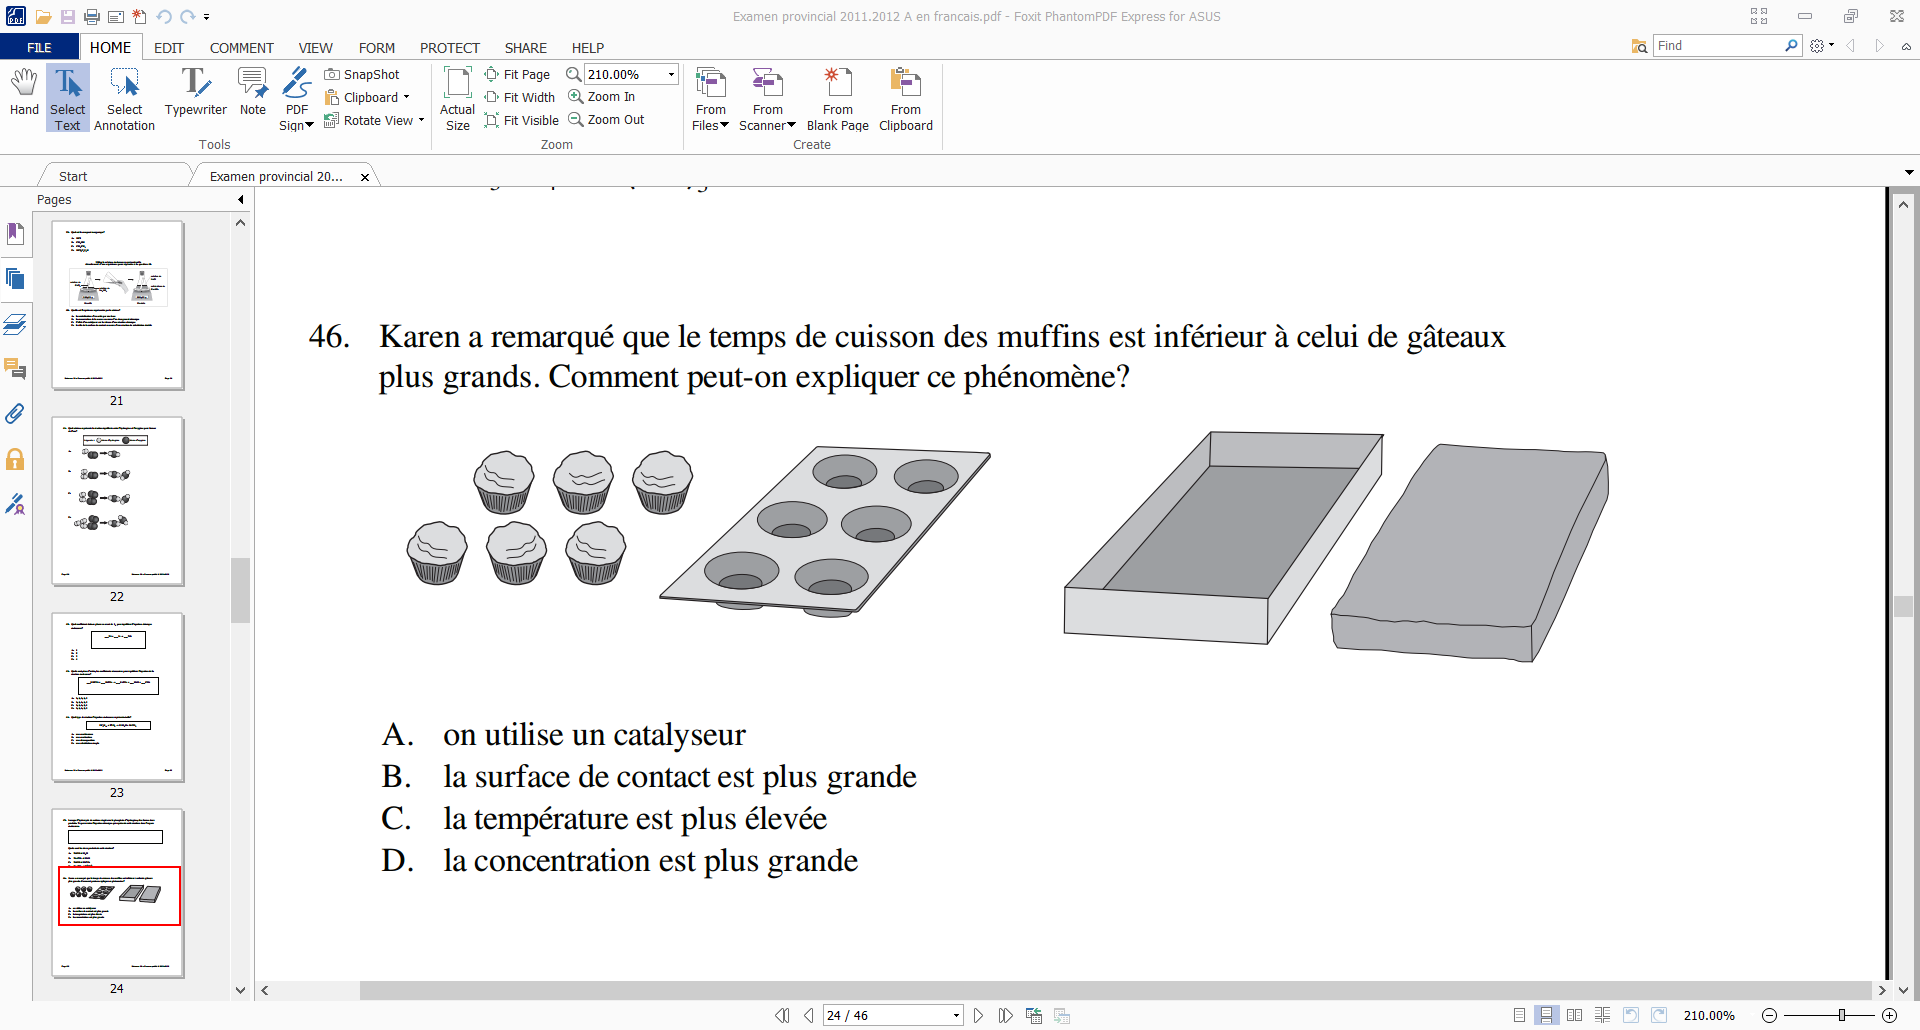 Examen provincial 2011.2012 A en francais.pdf - Foxit PhantomPDF Express for ASUS
FILE HOME EDIT COMMENT VIEW FORM PROTECT SHARE HELP
Find
Hand
Select Text
Select Annotation
Typewriter
Note
PDF Sign
SnapShot
Clipboard
Rotate View
Tools
Actual Size
Fit Page
Fit Width
Fit Visible
210.00%
Zoom In
Zoom Out
Zoom
From Files
From Scanner
From Blank Page
From Clipboard
Create
Start
Examen provincial 20...
Pages
21
22
23
24
46. Karen a remarqué que le temps de cuisson des muffins est inférieur à celui de gâteaux
plus grands. Comment peut-on expliquer ce phénomène?
A. on utilise un catalyseur
B. la surface de contact est plus grande
C. la température est plus élevée
D. la concentration est plus grande
24 / 46
210.00%